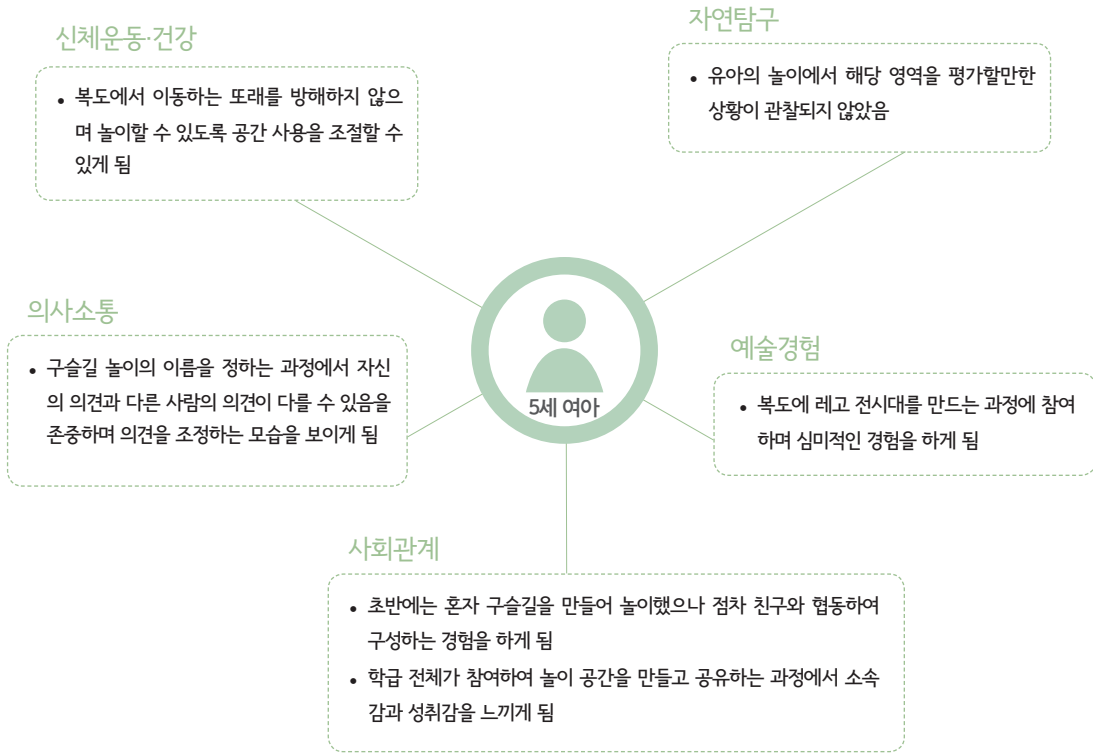 신체운동·건강
• 복도에서 이동하는 또래를 방해하지 않으
며 놀이할 수 있도록 공간 사용을 조절할 수
있게 됨
자연탐구
• 유아의 놀이에서 해당 영역을 평가할만한
상황이 관찰되지 않았음
의사소통
• 구슬길 놀이의 이름을 정하는 과정에서 자신
의 의견과 다른 사람의 의견이 다를 수 있음을
존중하며 의견을 조정하는 모습을 보이게 됨
5세 여아
예술경험
• 복도에 레고 전시대를 만드는 과정에 참여
하며 심미적인 경험을 하게 됨
사회관계
• 초반에는 혼자 구슬길을 만들어 놀이했으나 점차 친구와 협동하여
구성하는 경험을 하게 됨
• 학급 전체가 참여하여 놀이 공간을 만들고 공유하는 과정에서 소속
감과 성취감을 느끼게 됨